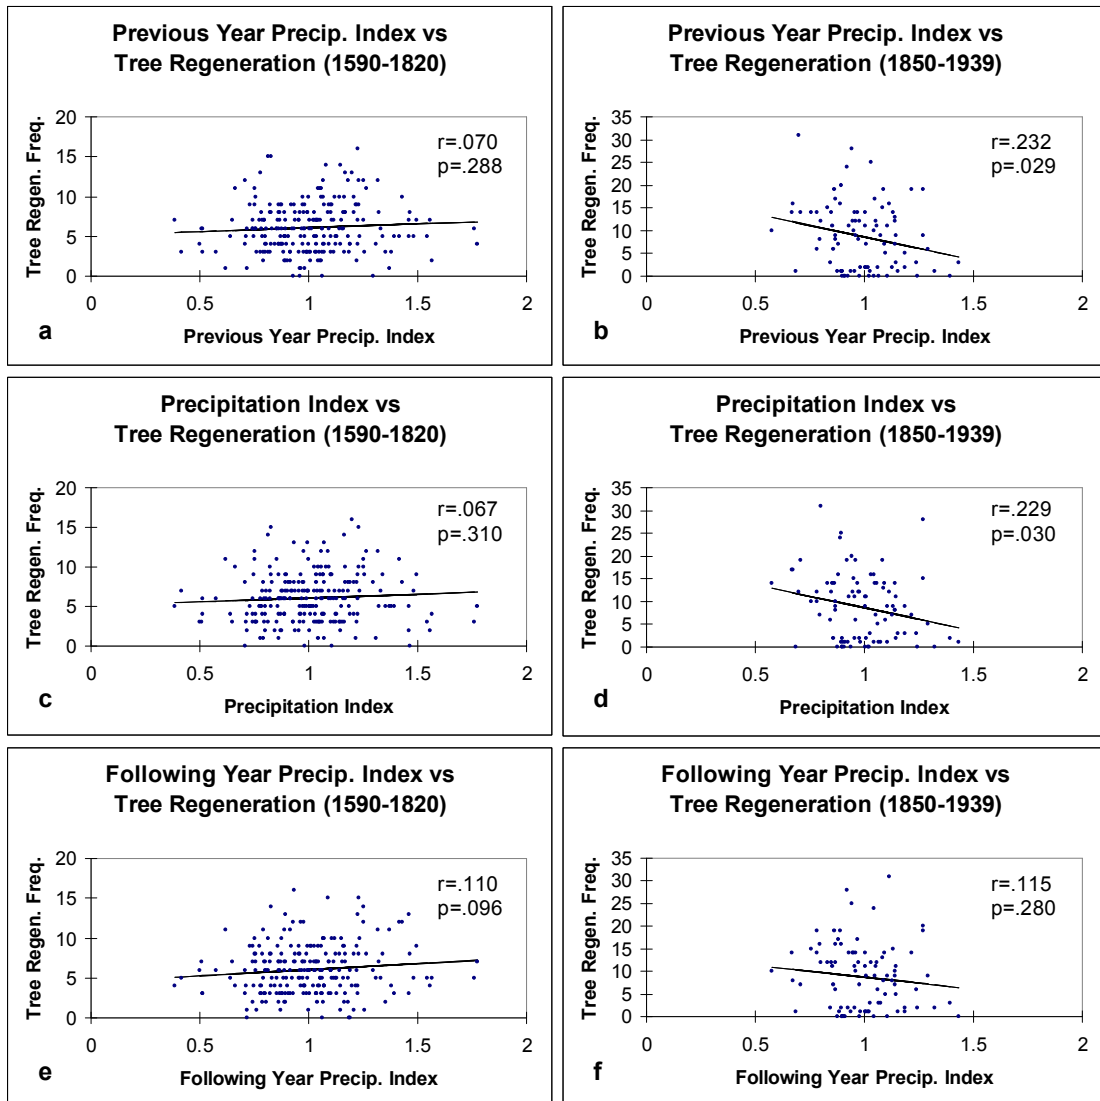 Previous Year Precip. Index vs
Tree Regeneration (1590-1820)
Tree Regen. Freq.
20
15
10
5
0
r=.070
p=.288
0
0.5
1
1.5
2
a
Previous Year Precip. Index
Previous Year Precip. Index vs
Tree Regeneration (1850-1939)
Tree Regen. Freq.
35
30
25
20
15
10
5
0
r=.232
p=.029
0
0.5
1
1.5
2
b
Previous Year Precip. Index
Precipitation Index vs
Tree Regeneration (1590-1820)
Tree Regen. Freq.
20
15
10
5
0
r=.067
p=.310
0
0.5
1
1.5
2
c
Precipitation Index
Precipitation Index vs
Tree Regeneration (1850-1939)
Tree Regen. Freq.
35
30
25
20
15
10
5
0
r=.229
p=.030
0
0.5
1
1.5
2
d
Precipitation Index
Following Year Precip. Index vs
Tree Regeneration (1590-1820)
Tree Regen. Freq.
20
15
10
5
0
r=.110
p=.096
0
0.5
1
1.5
2
e
Following Year Precip. Index
Following Year Precip. Index vs
Tree Regeneration (1850-1939)
Tree Regen. Freq.
35
30
25
20
15
10
5
0
r=.115
p=.280
0
0.5
1
1.5
2
f
Following Year Precip. Index